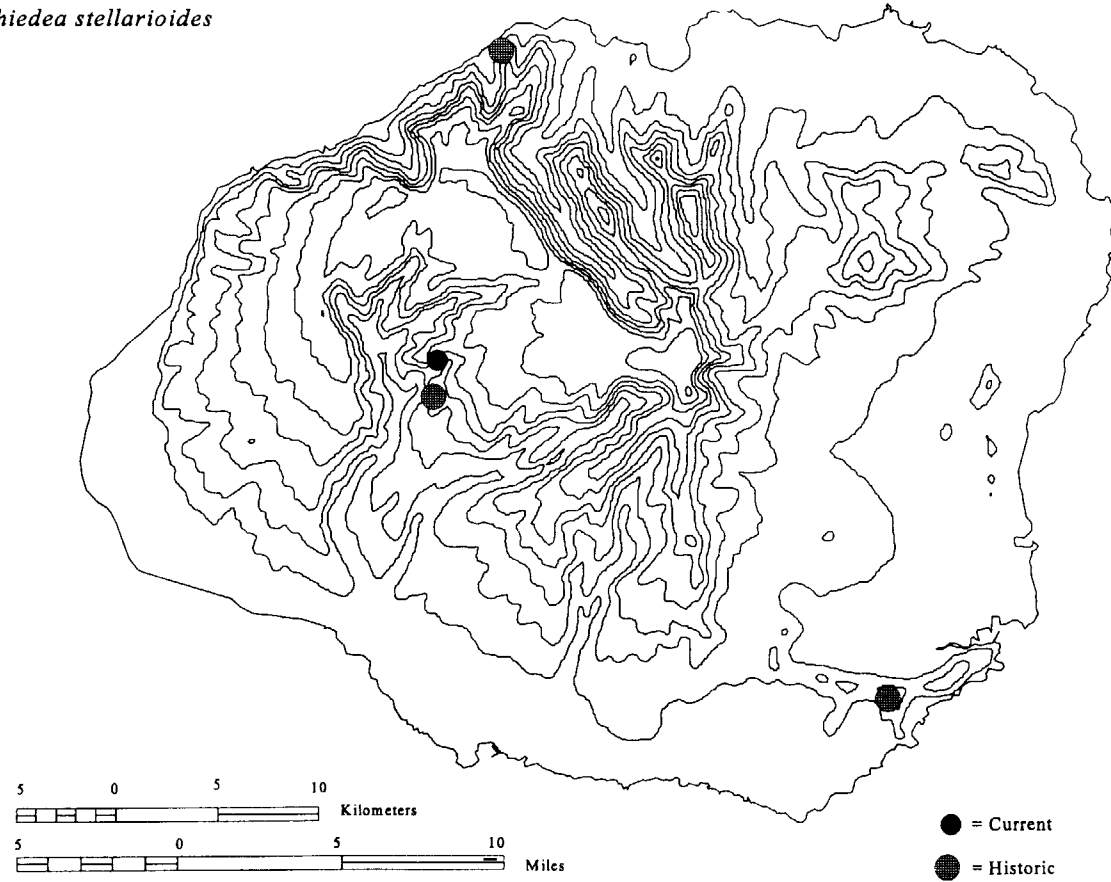 hiedea stellarioides
5 0 5 10
Kilometers
5 0 5 10
Miles
= Current
= Historic